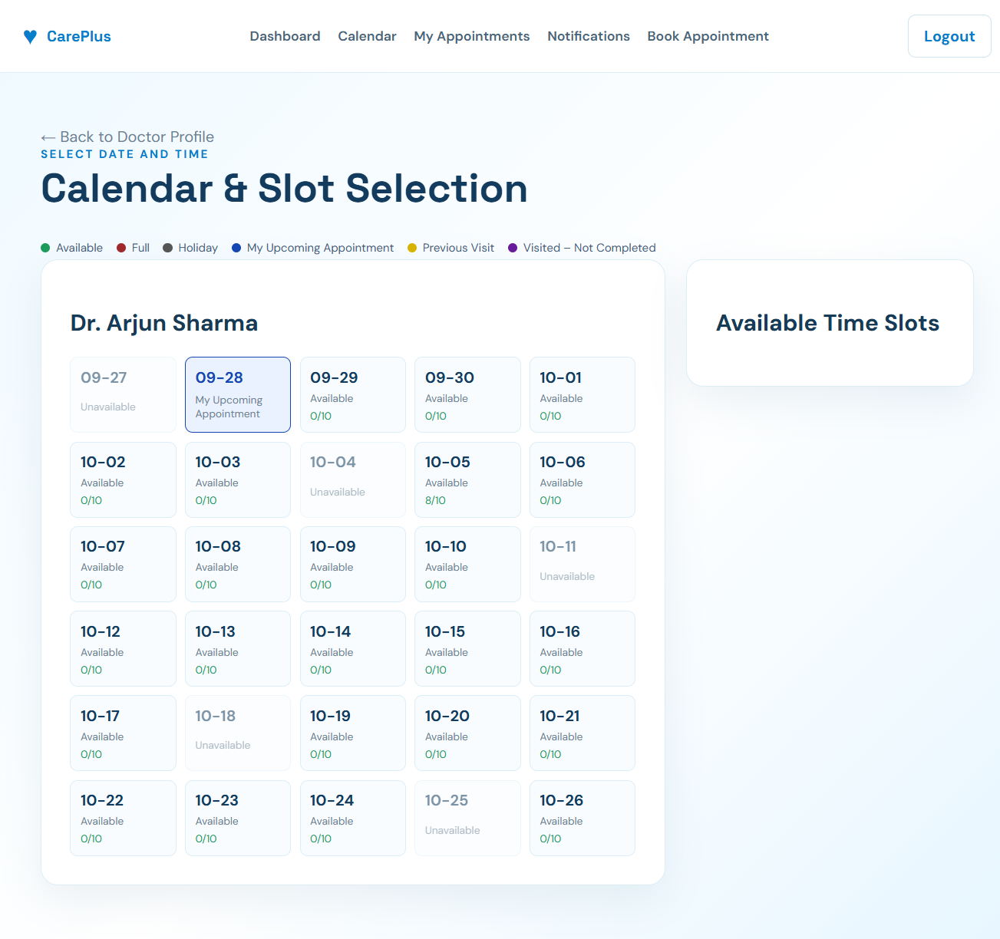 CarePlus
Dashboard Calendar My Appointments Notifications Book Appointment
Logout
← Back to Doctor Profile
SELECT DATE AND TIME
Calendar & Slot Selection
Available Full Holiday My Upcoming Appointment Previous Visit Visited – Not Completed
Dr. Arjun Sharma
09-27
Unavailable
09-28
My Upcoming
Appointment
09-29
Available
0/10
09-30
Available
0/10
10-01
Available
0/10
10-02
Available
0/10
10-03
Available
0/10
10-04
Unavailable
10-05
Available
8/10
10-06
Available
0/10
10-07
Available
0/10
10-08
Available
0/10
10-09
Available
0/10
10-10
Available
0/10
10-11
Unavailable
10-12
Available
0/10
10-13
Available
0/10
10-14
Available
0/10
10-15
Available
0/10
10-16
Available
0/10
10-17
Available
0/10
10-18
Unavailable
10-19
Available
0/10
10-20
Available
0/10
10-21
Available
0/10
10-22
Available
0/10
10-23
Available
0/10
10-24
Available
0/10
10-25
Unavailable
10-26
Available
0/10
Available Time Slots